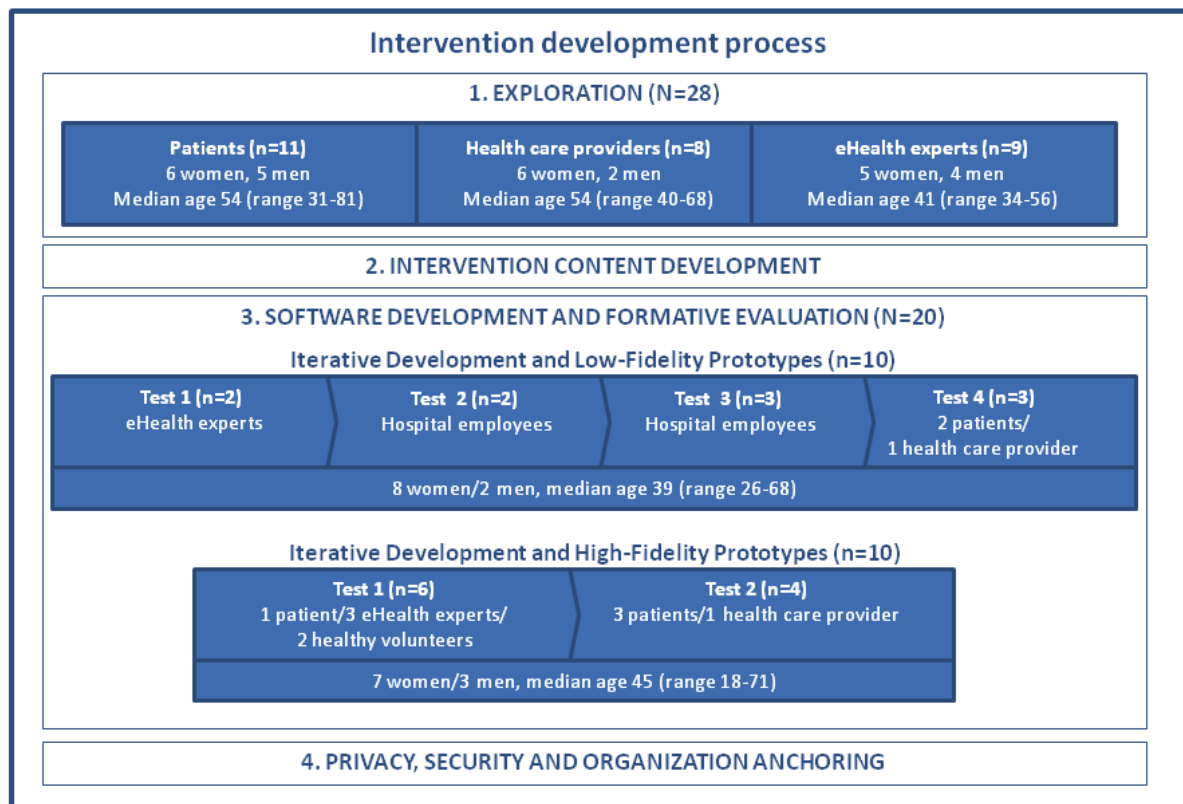 Intervention development process
1. EXPLORATION (N=28)
Patients (n=11)
6 women, 5 men
Median age 54 (range 31-81)
Health care providers (n=8)
6 women, 2 men
Median age 54 (range 40-68)
eHealth experts (n=9)
5 women, 4 men
Median age 41 (range 34-56)
2. INTERVENTION CONTENT DEVELOPMENT
3. SOFTWARE DEVELOPMENT AND FORMATIVE EVALUATION (N=20)
Iterative Development and Low-Fidelity Prototypes (n=10)
Test 1 (n=2)
eHealth experts
Test 2 (n=2)
Hospital employees
Test 3 (n=3)
Hospital employees
Test 4 (n=3)
2 patients/
1 health care provider
8 women/2 men, median age 39 (range 26-68)
Iterative Development and High-Fidelity Prototypes (n=10)
Test 1 (n=6)
1 patient/3 eHealth experts/
2 healthy volunteers
Test 2 (n=4)
3 patients/1 health care provider
7 women/3 men, median age 45 (range 18-71)
4. PRIVACY, SECURITY AND ORGANIZATION ANCHORING